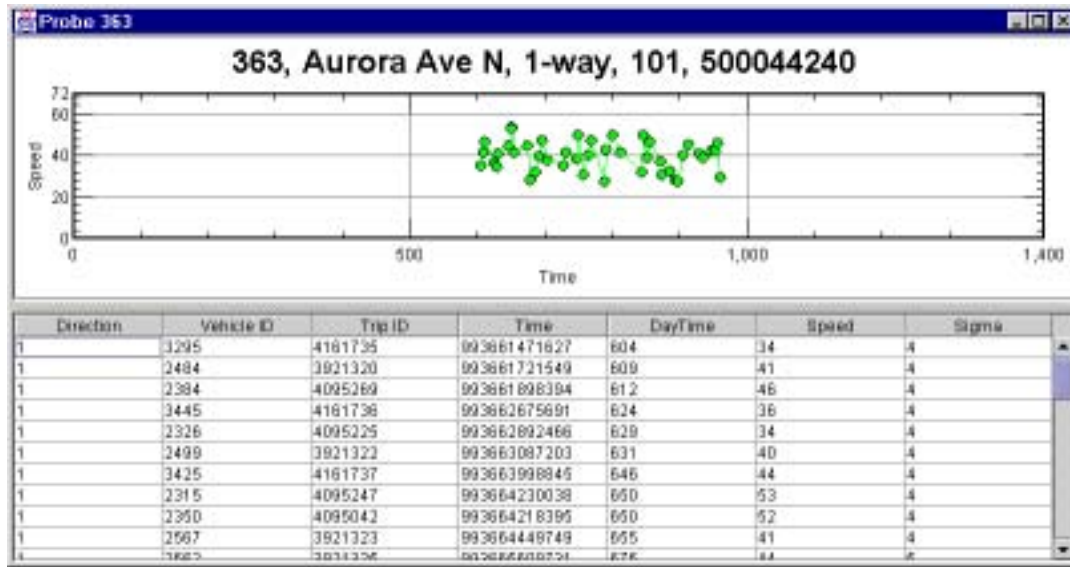 Probe 363
363, Aurora Ave N, 1-way, 101, 500044240
72
60
40
20
0
Speed
0 500 1,000 1,400
Time
Direction Vehicle ID Trip ID Time DayTime Speed Sigma
1 3295 4161735 993661471627 604 34 4
1 2484 3921320 993661721549 609 41 4
1 2384 4095269 993661898394 612 46 4
1 3445 4161736 993662675691 624 36 4
1 2326 4095225 993662892466 629 34 4
1 2499 3921322 993663087203 631 40 4
1 3425 4161737 993663998845 646 44 4
1 2315 4095247 993664230038 650 53 4
1 2350 4095042 993664218395 650 52 4
1 2567 3921323 993664449749 655 41 4